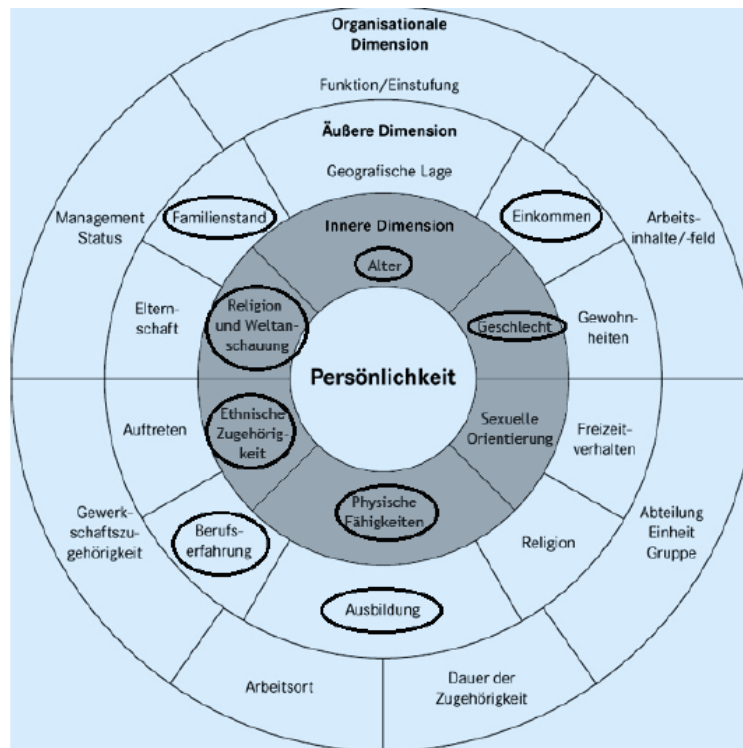 Organisationale
Dimension
Funktion/Einstufung
Äußere Dimension
Geografische Lage
Familienstand
Einkommen
Management
Status
Arbeits-
inhalte/-feld
Innere Dimension
Alter
Eltern-
schaft
Religion
und Weltan-
schauung
Geschlecht
Gewohn-
heiten
Persönlichkeit
Auftreten
Ethnische
Zugehörig-
keit
Sexuelle
Orientierung
Freizeit-
verhalten
Gewerk-
schaftszu-
gehörigkeit
Berufs-
erfahrung
Physische
Fähigkeiten
Religion
Abteilung
Einheit
Gruppe
Ausbildung
Arbeitsort
Dauer der
Zugehörigkeit